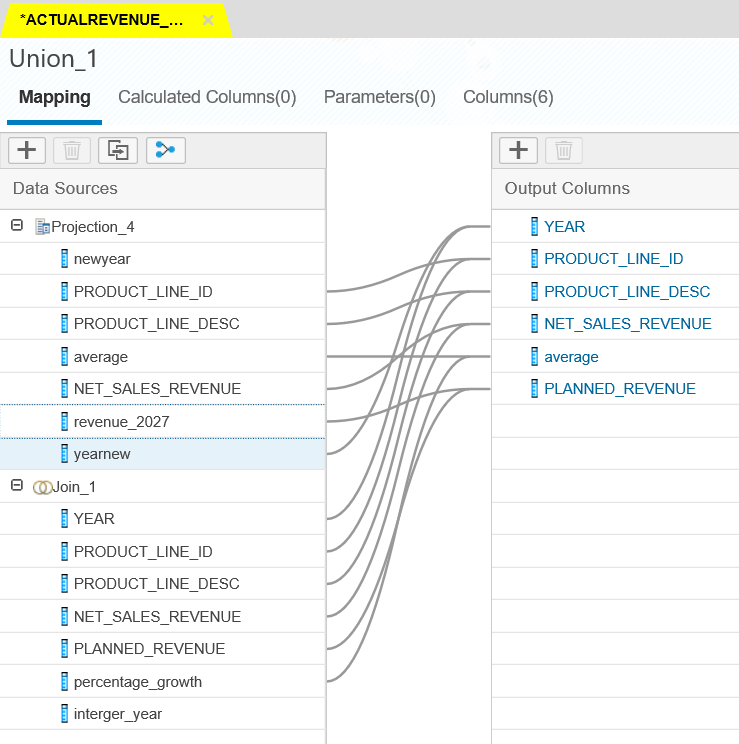 *ACTUALREVENUE_...
Union_1
Mapping Calculated Columns(0) Parameters(0) Columns(6)
Data Sources
Projection_4
newyear
PRODUCT_LINE_ID
PRODUCT_LINE_DESC
average
NET_SALES_REVENUE
revenue_2027
yearnew
Join_1
YEAR
PRODUCT_LINE_ID
PRODUCT_LINE_DESC
NET_SALES_REVENUE
PLANNED_REVENUE
percentage_growth
interger_year
Output Columns
YEAR
PRODUCT_LINE_ID
PRODUCT_LINE_DESC
NET_SALES_REVENUE
average
PLANNED_REVENUE